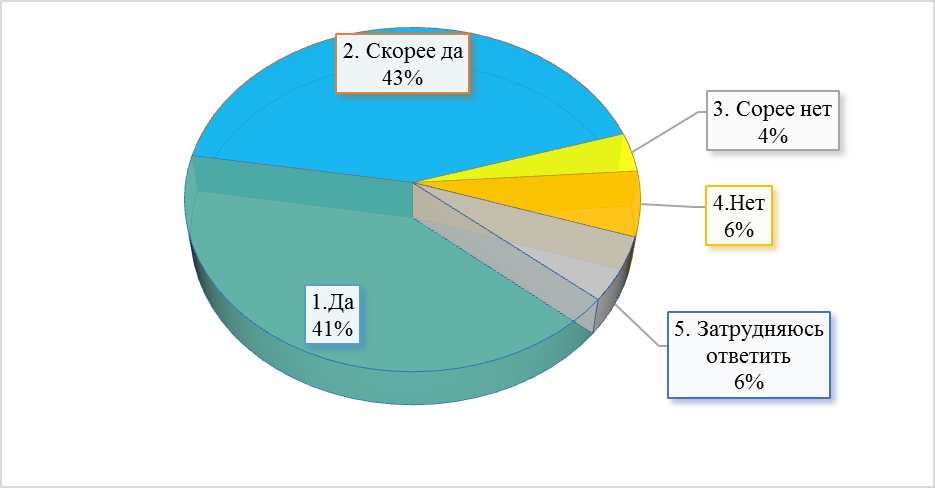 2. Скорее да
43%
3. Сорее нет
4%
4.Нет
6%
1.Да
41%
5. Затрудняюсь
ответить
6%